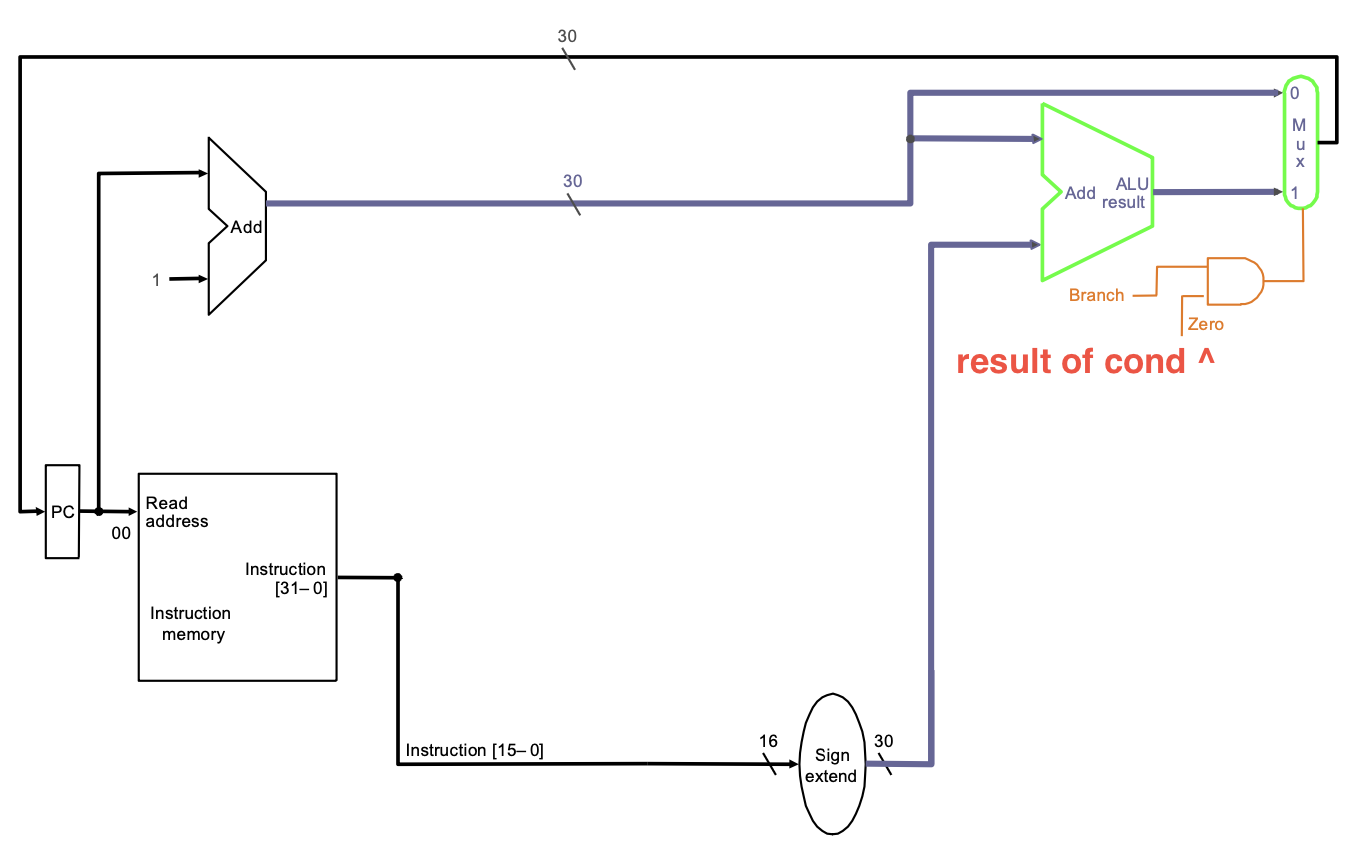 30
0
M
u
x
1
30
Add
ALU
result
Add
1
Branch
Zero
result of cond ^
PC
00
Read
address
Instruction
[31– 0]
Instruction
memory
Instruction [15– 0]
16
Sign
extend
30